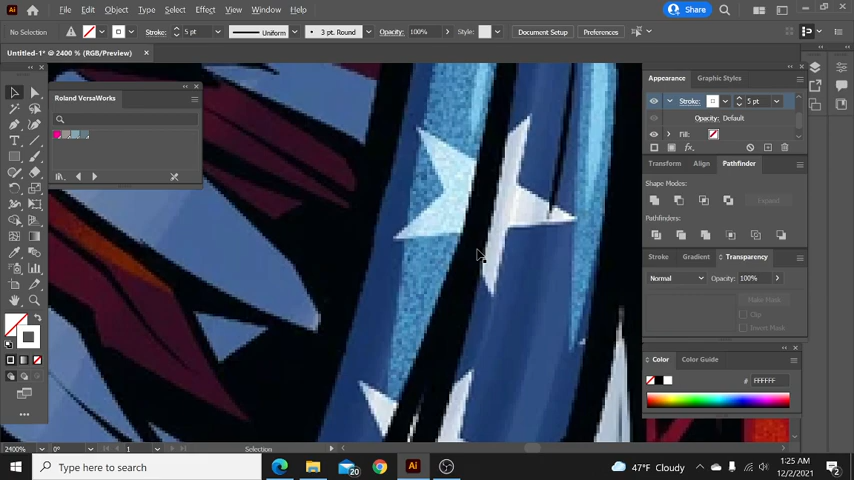 Ai File Edit Object Type Select Effect View Window Help Share
No Selection Stroke: 5 pt Uniform 3 pt. Round Opacity: 100% Style: Document Setup Preferences
Untitled-1* @ 2400 % (RGB/Preview)
Roland VersaWorks
Appearance Graphic Styles
Stroke: 5 pt
Opacity: Default
Fill:
fx
Transform Align Pathfinder
Shape Modes:
Expand
Pathfinders:
Stroke Gradient Transparency
Normal Opacity: 100%
Make Mask
Clip
Invert Mask
Color Color Guide
# FFFFFF
2400% 0° 1 Selection
Type here to search
20
Ai
47°F Cloudy
1:25 AM
12/2/2021
2